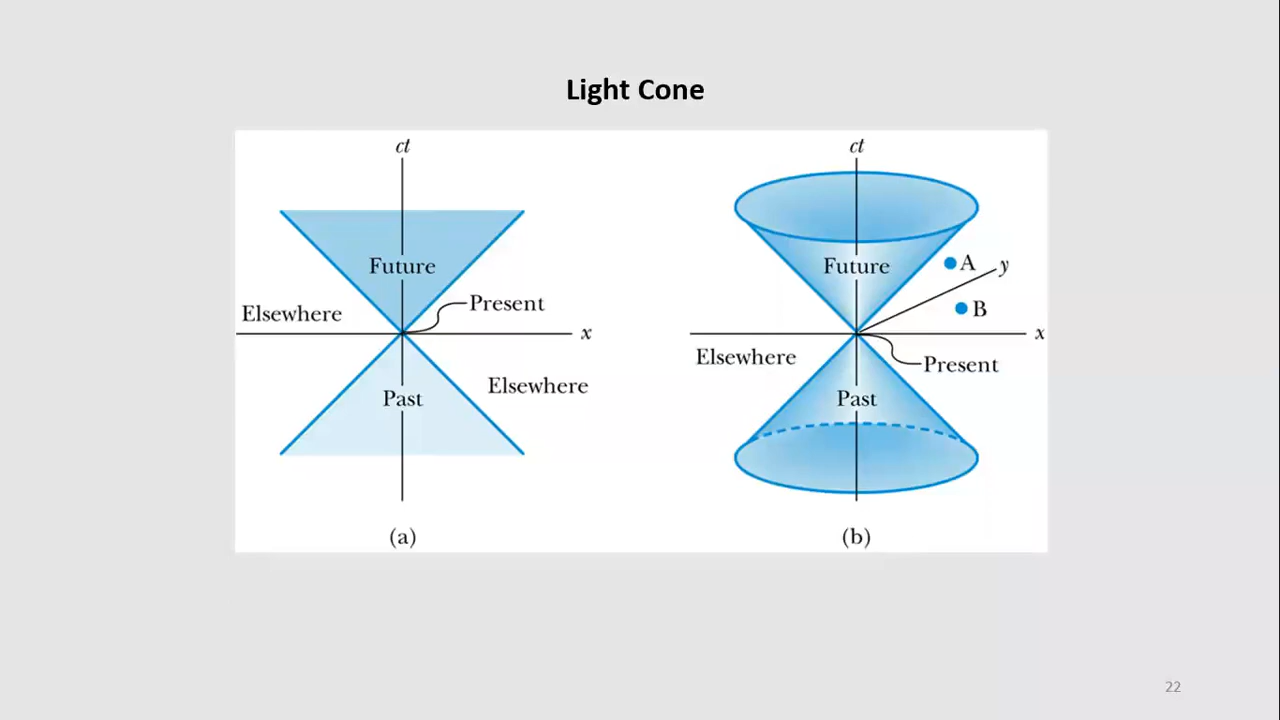 Light Cone
ct
Future
Present
Elsewhere
x
Elsewhere
Past
(a)
ct
Future
A
y
B
x
Elsewhere
Present
Past
(b)
22